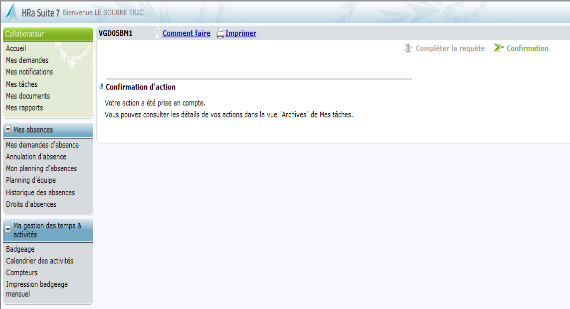 HRa Suite 7 Bienvenue LE SOURNE ERIC
Collaborateur
Accueil
Mes demandes
Mes notifications
Mes tâches
Mes documents
Mes rapports
Mes absences
Mes demandes d'absence
Annulation d'absence
Mon planning d'absences
Planning d'équipe
Historique des absences
Droits d'absences
Ma gestion des temps &
activités
Badgeage
Calendrier des activités
Compteurs
Impression badgeage
mensuel
VGD05BM1 Comment faire Imprimer
Compléter la requête Confirmation
Confirmation d'action
Votre action a été prise en compte.
Vous pouvez consulter les détails de vos actions dans la vue "Archives" de Mes tâches.